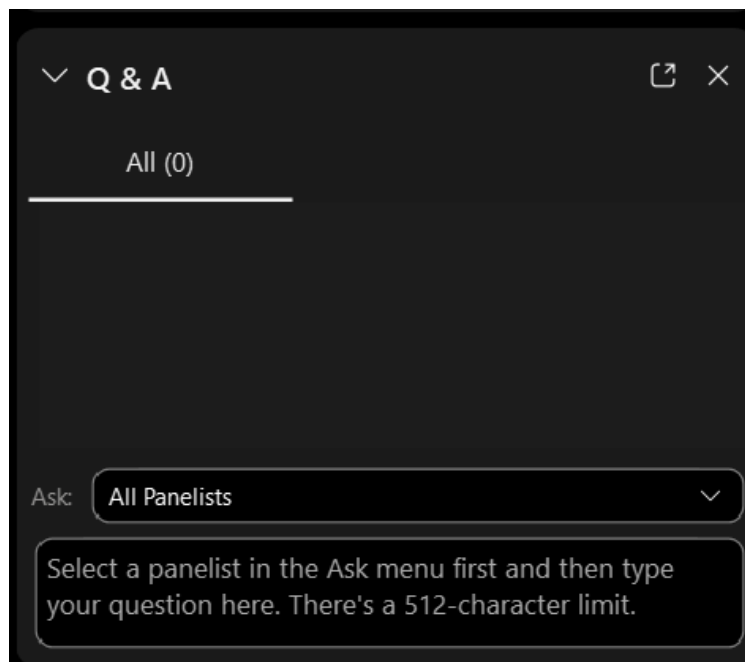 Q & A
All (0)
Ask:
All Panelists
Select a panelist in the Ask menu first and then type
your question here. There's a 512-character limit.